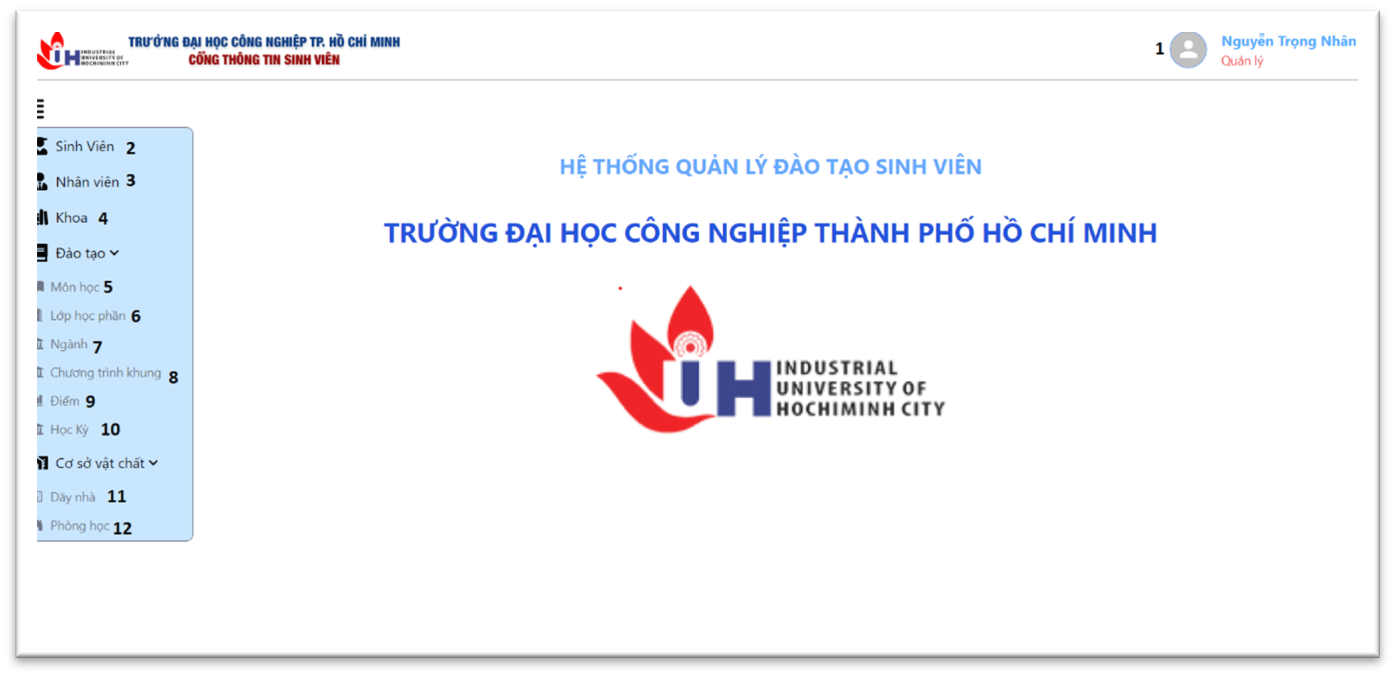 INDUSTRIAL
UNIVERSITY OF
HOCHIMINH CITY
TRƯỜNG ĐẠI HỌC CÔNG NGHIỆP TP. HỒ CHÍ MINH
CỔNG THÔNG TIN SINH VIÊN
1
Nguyễn Trọng Nhân
Quản lý
Sinh Viên 2
Nhân viên 3
Khoa 4
Đào tạo
Môn học 5
Lớp học phần 6
Ngành 7
Chương trình khung 8
Điểm 9
Học Kỳ 10
Cơ sở vật chất
Dãy nhà 11
Phòng học 12
HỆ THỐNG QUẢN LÝ ĐÀO TẠO SINH VIÊN
TRƯỜNG ĐẠI HỌC CÔNG NGHIỆP THÀNH PHỐ HỒ CHÍ MINH
IUH
INDUSTRIAL
UNIVERSITY OF
HOCHIMINH CITY